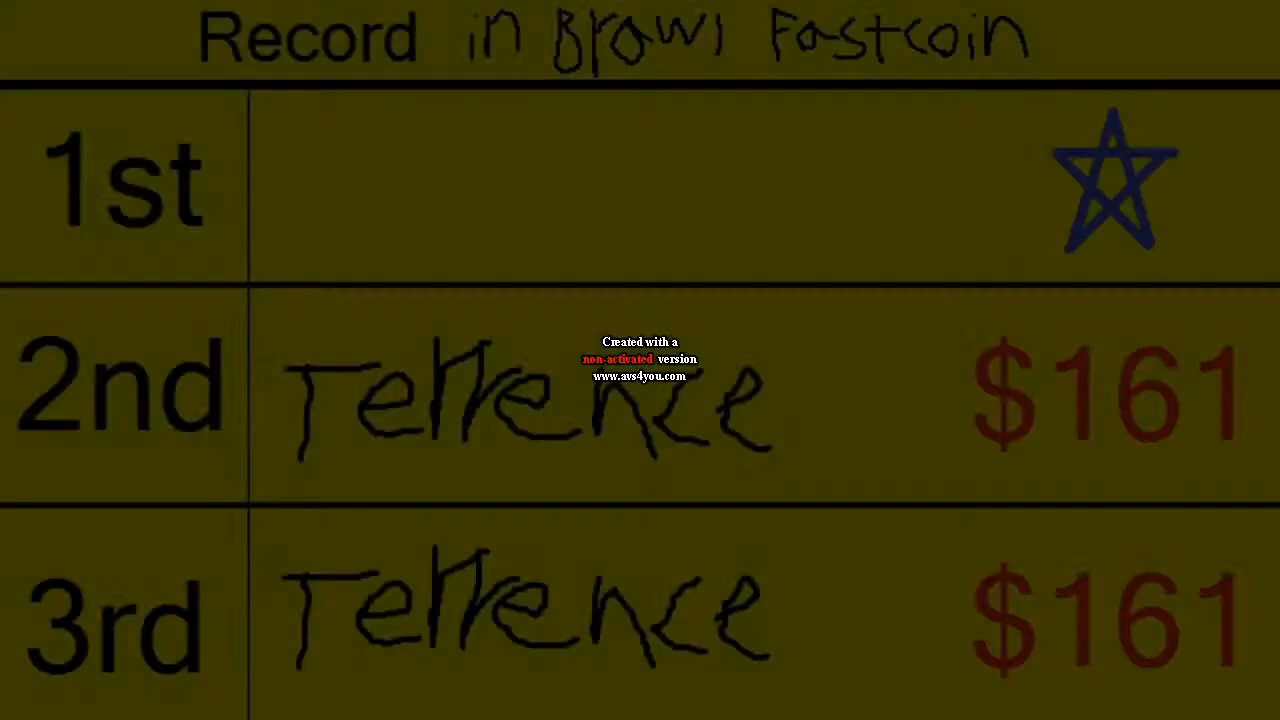 Record in Brawl Fastcoin
1st
2nd Terrence $161
3rd Terrence $161
Created with a
non-activated version
www.avs4you.com